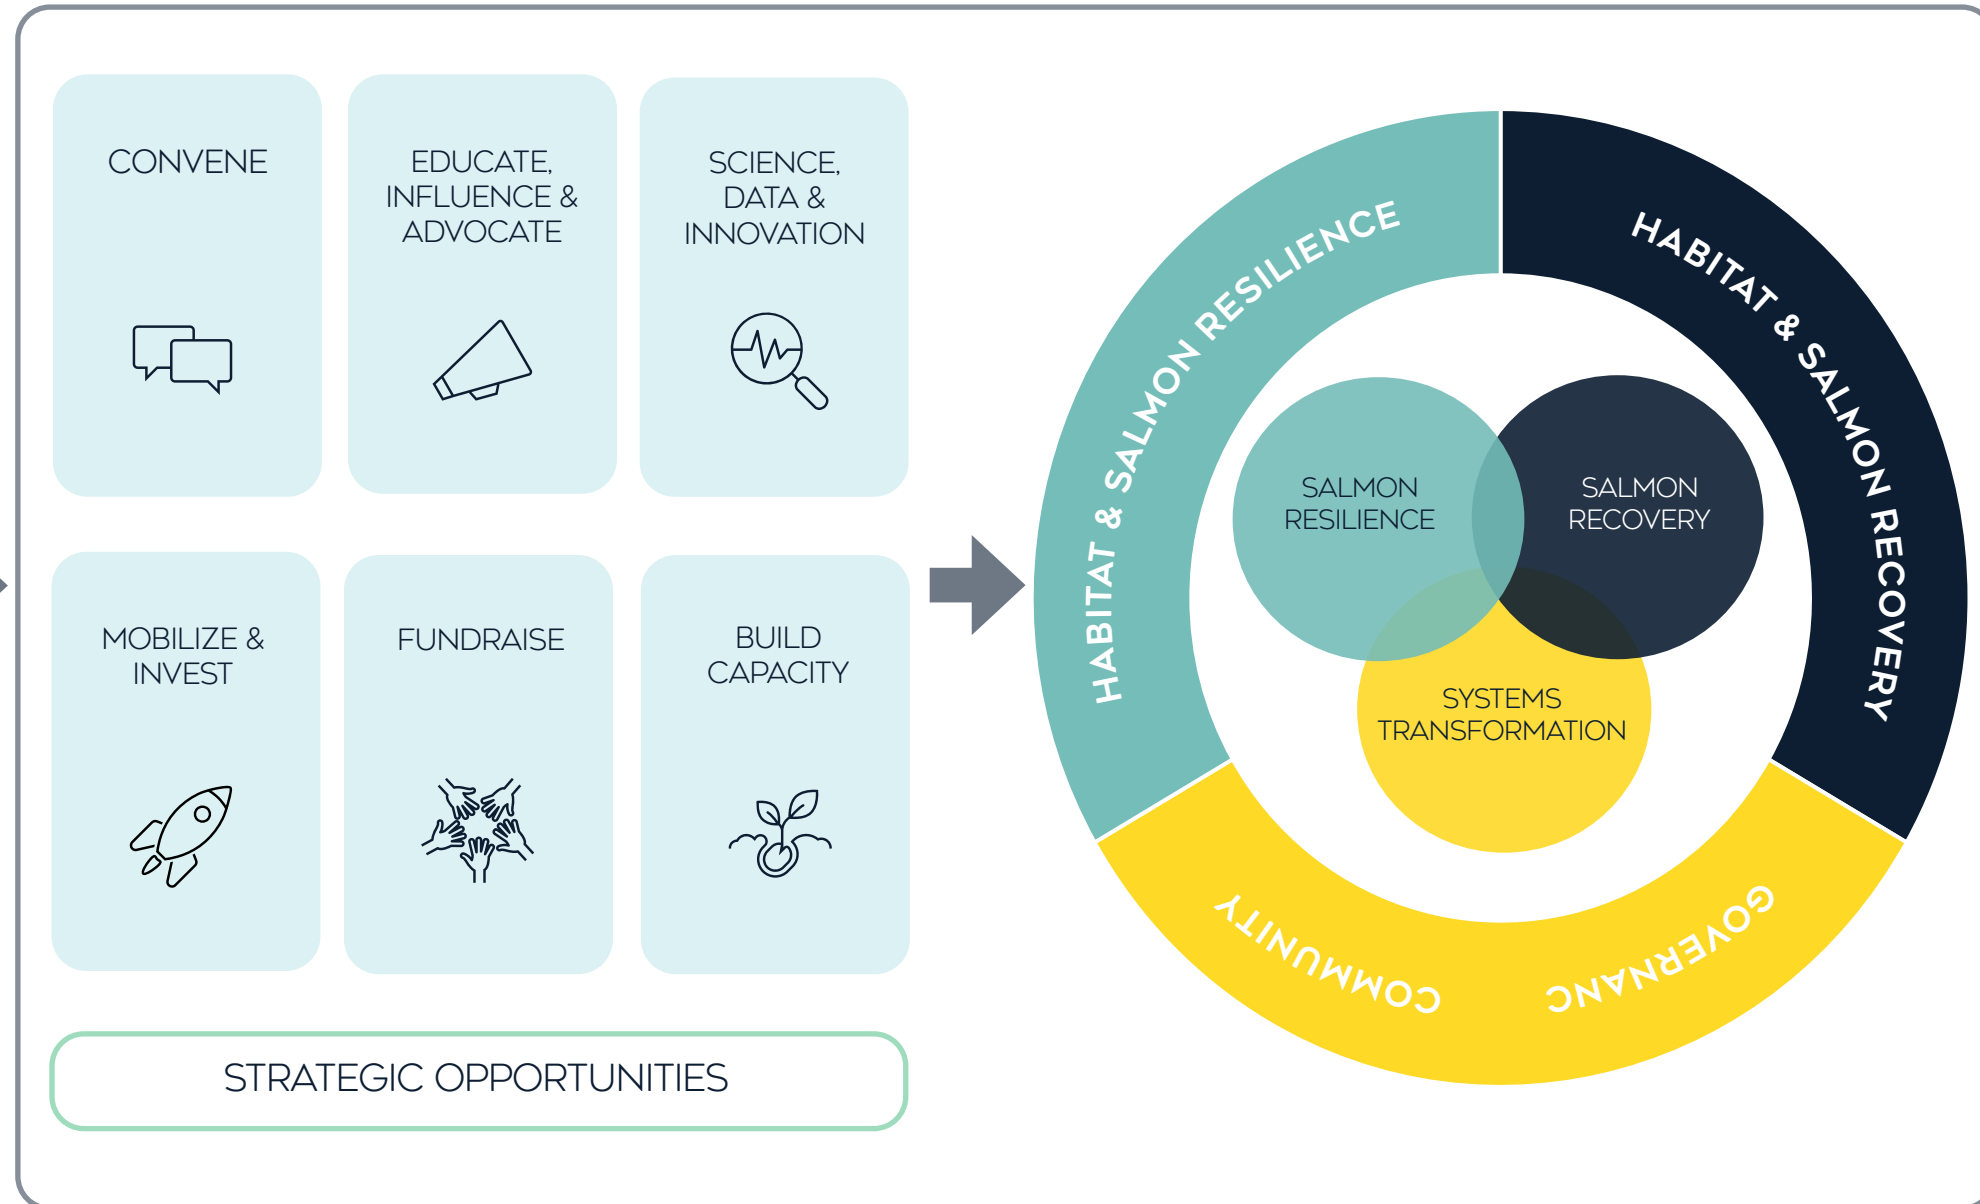 CONVENE
EDUCATE,
INFLUENCE &
ADVOCATE
SCIENCE,
DATA &
INNOVATION
MOBILIZE &
INVEST
FUNDRAISE
BUILD
CAPACITY
STRATEGIC OPPORTUNITIES
HABITAT & SALMON RESILIENCE
HABITAT & SALMON RECOVERY
SALMON
RESILIENCE
SALMON
RECOVERY
SYSTEMS
TRANSFORMATION
COMMUNITY
GOVERNANC